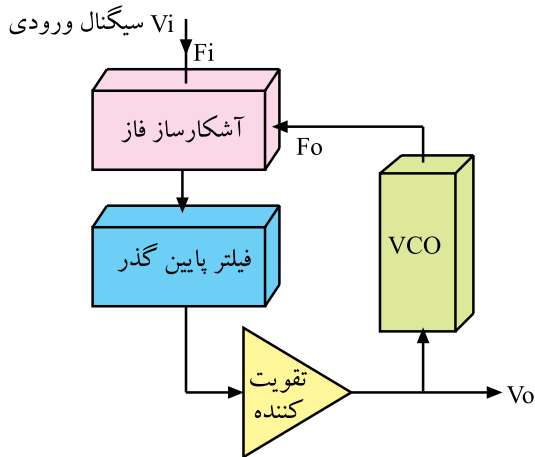 سیگنال ورودی Vi
Fi
آشکارساز فاز
Fo
فیلتر پایین گذر
VCO
تقویت
کننده
Vo